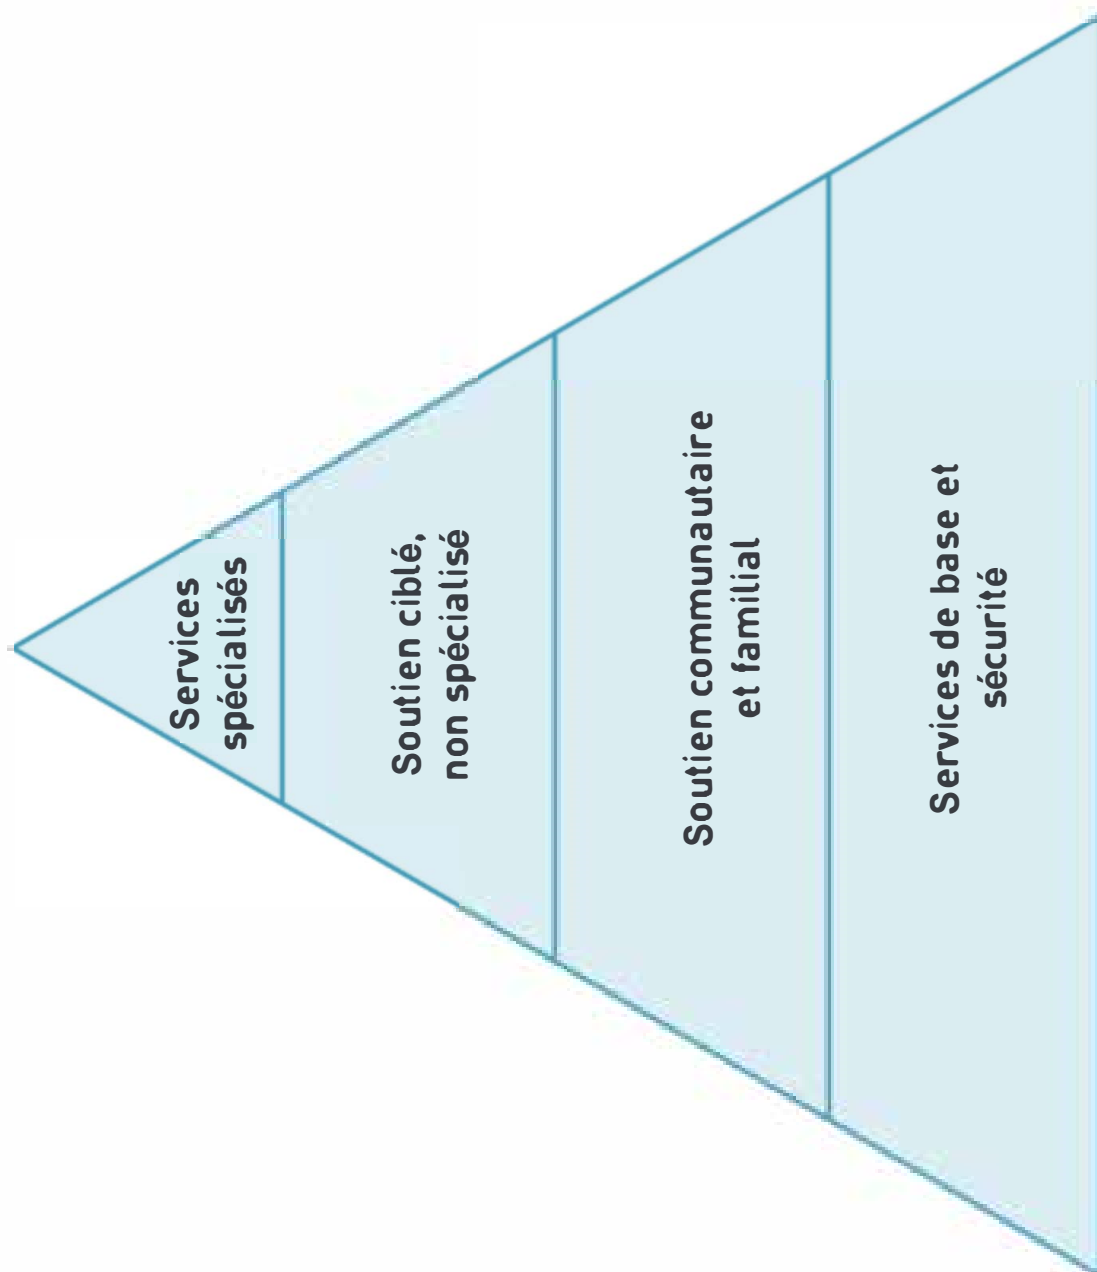 Services
spécialisés
Soutien ciblé,
non spécialisé
Soutien communautaire
et familial
Services de base et
sécurité